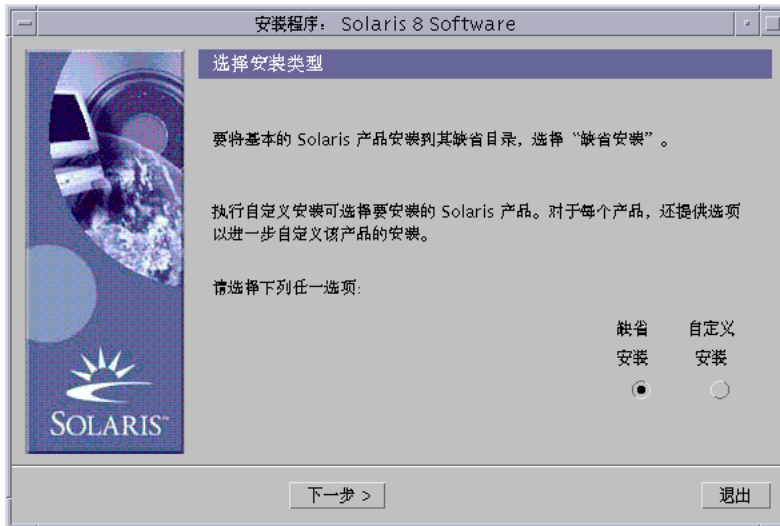 安装程序： Solaris 8 Software
选择安装类型
要将基本的 Solaris 产品安装到其缺省目录，选择“缺省安装”。
执行自定义安装可选择要安装的 Solaris 产品。对于每个产品，还提供选项
以进一步自定义该产品的安装。
请选择下列任一选项:
缺省 自定义
安装 安装
SOLARIS™
下一步 > 退出